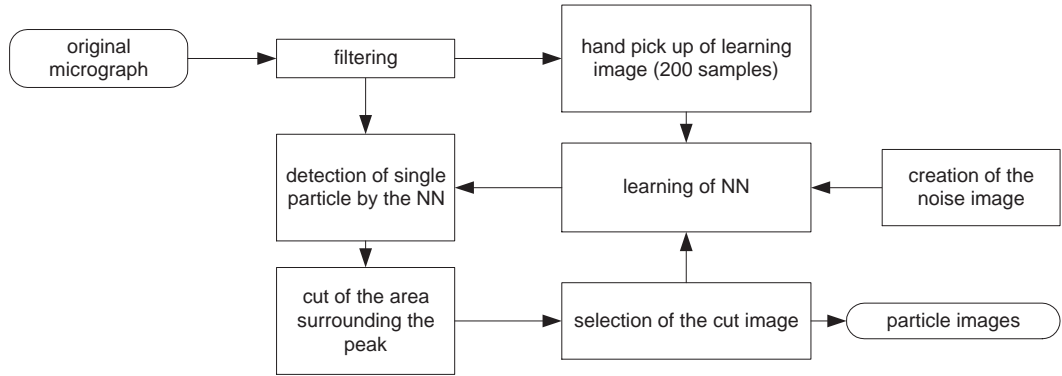 original
micrograph
filtering
hand pick up of learning
image (200 samples)
detection of single
particle by the NN
learning of NN
creation of the
noise image
cut of the area
surrounding the
peak
selection of the cut image
particle images